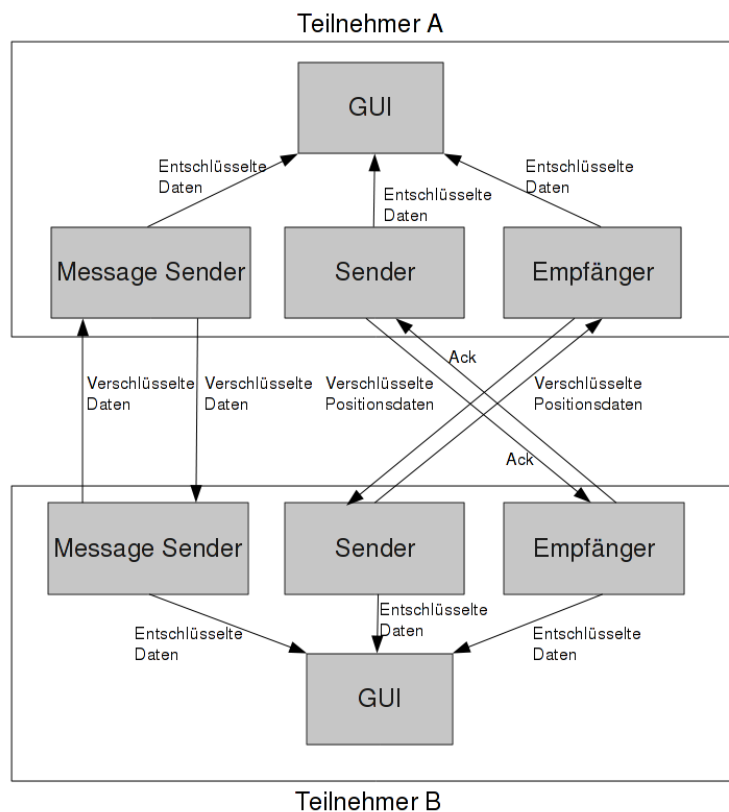 Teilnehmer A
GUI
Entschlüsselte
Daten
Entschlüsselte
Daten
Entschlüsselte
Daten
Message Sender
Sender
Empfänger
Ack
Verschlüsselte
Daten
Verschlüsselte
Daten
Verschlüsselte
Positionsdaten
Verschlüsselte
Positionsdaten
Ack
Message Sender
Sender
Empfänger
Entschlüsselte
Daten
Entschlüsselte
Daten
Entschlüsselte
Daten
GUI
Teilnehmer B